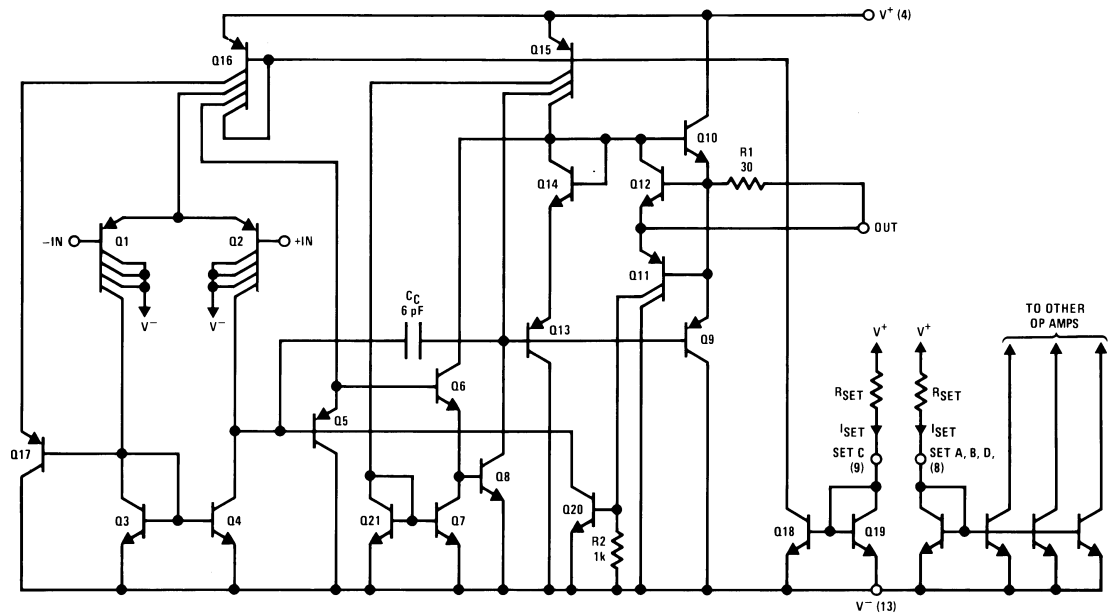 V+ (4)
Q16
Q15
Q10
R1
30
Q14
Q12
-IN
Q1
Q2
+IN
OUT
Q11
V-
V-
CC
6 pF
Q13
Q9
TO OTHER
OP AMPS
V+
V+
RSET
RSET
Q6
Q5
ISET
ISET
Q17
Q8
SET C
(9)
SET A, B, D,
(8)
Q3
Q4
Q21
Q7
Q20
R2
1k
Q18
Q19
V- (13)